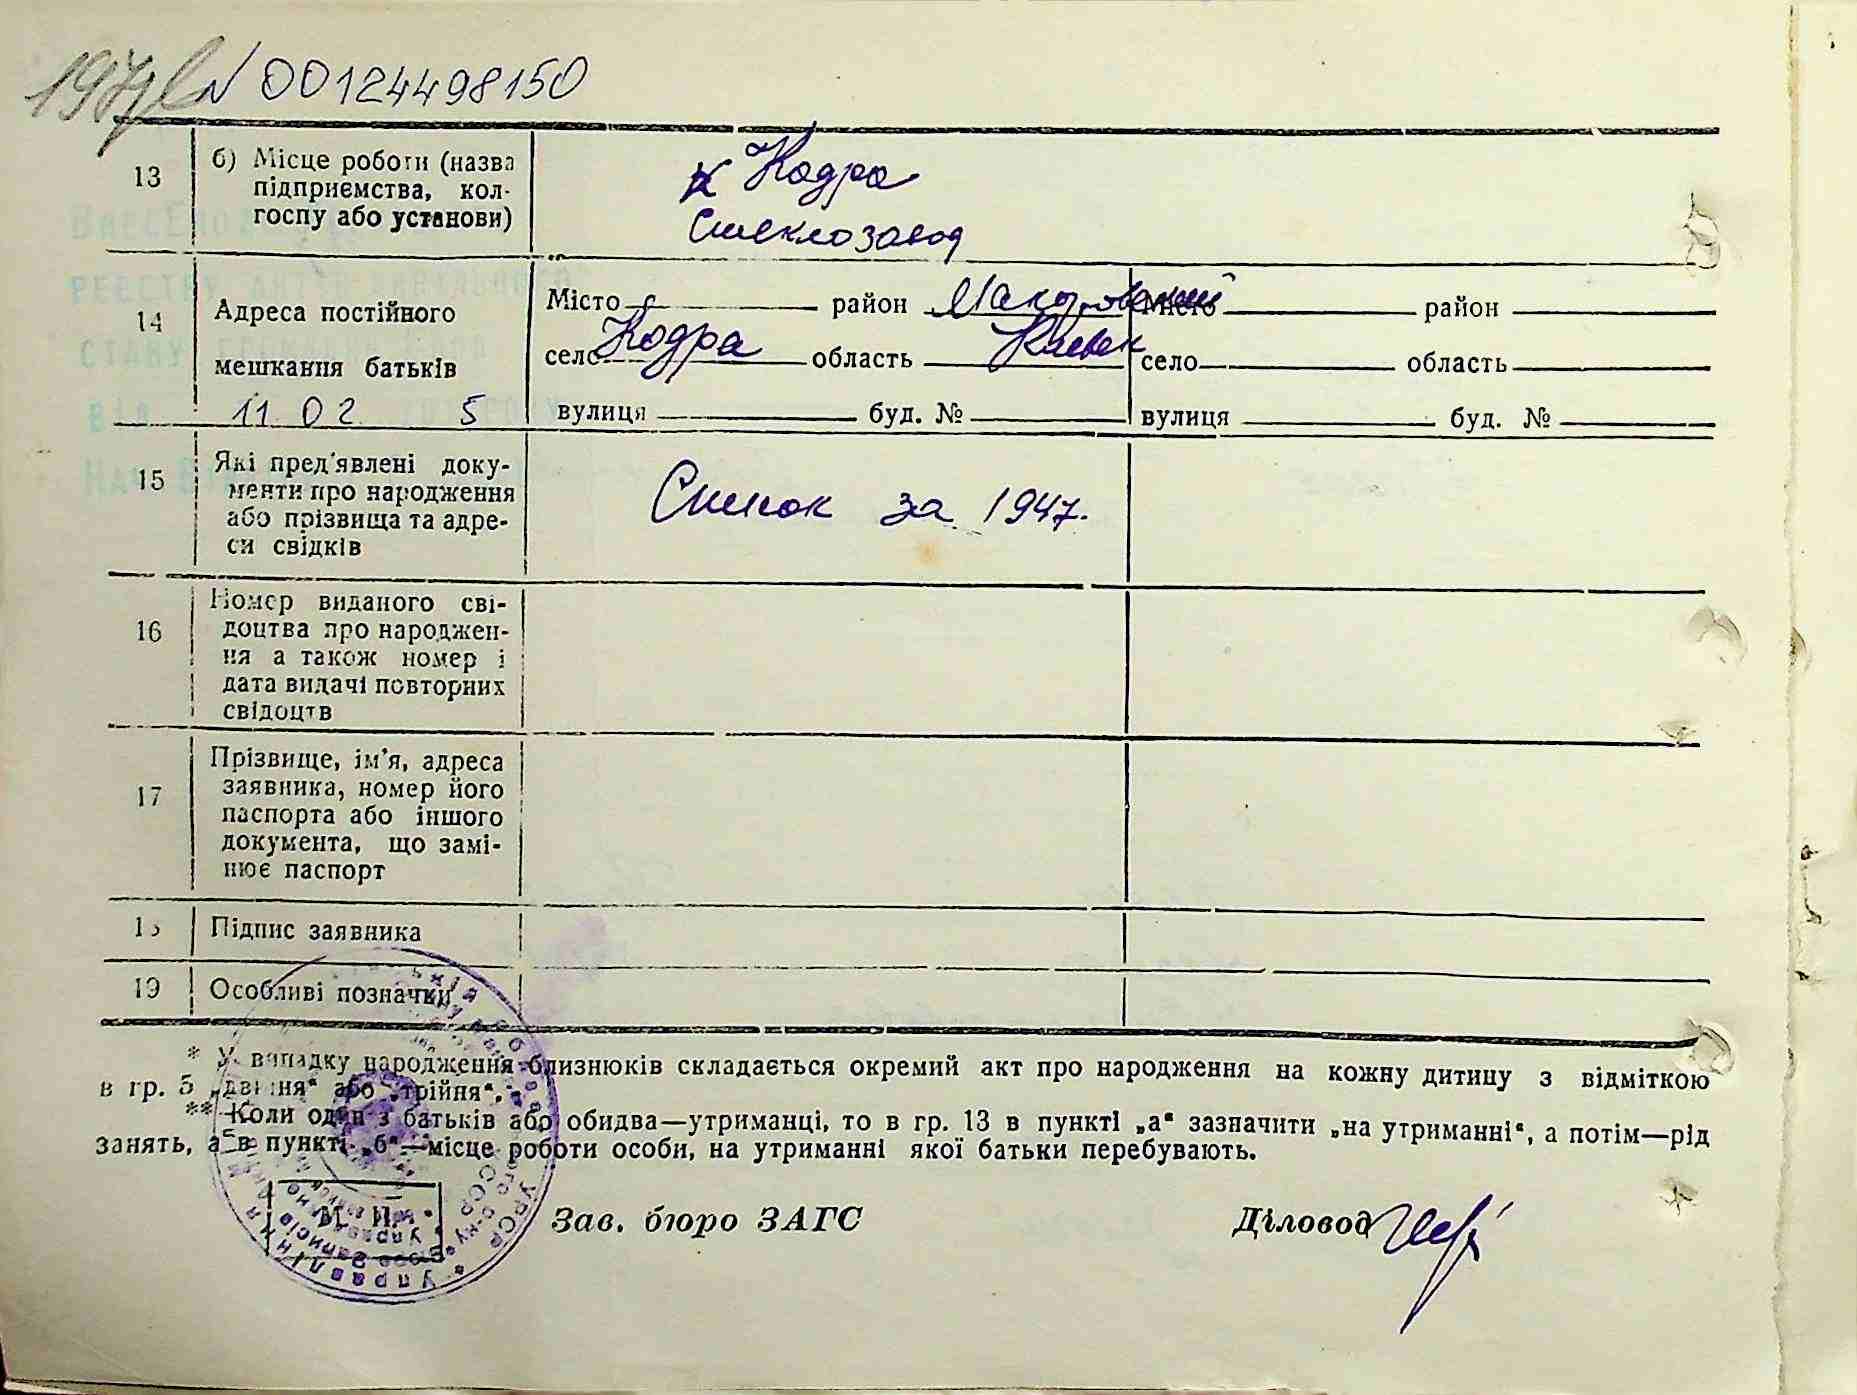 N 00124498150
13 б) Місце роботи (назва
підприємства, кол-
госпу або установи)
к Кодра
Стеклозавод
14 Адреса постійного
мешкання батьків
Місто район Макаровский
село Кодра область Киевск
вулиця буд. №
Місто район
село область
вулиця буд. №
11 02 5
15 Які пред'явлені доку-
менти про народження
або прізвища та адре-
си свідків
Список за 1947.
16 Номер виданого сві-
доцтва про народжен-
ня а також номер і
дата видачі повторних
свідоцтв
17 Прізвище, ім'я, адреса
заявника, номер його
паспорта або іншого
документа, що замі-
нює паспорт
Підпис заявника
19 Особливі позначки
* У випадку народження близнюків складається окремий акт про народження на кожну дитину з відміткою
в гр. 5 „двійня“ або „трійня“.
** Коли один з батьків або обидва—утриманці, то в гр. 13 в пункті „а“ зазначити „на утриманні“, а потім—рід
занять, а в пункті „б“—місце роботи особи, на утриманні якої батьки перебувають.
М. П.
Зав. бюро ЗАГС Діловод